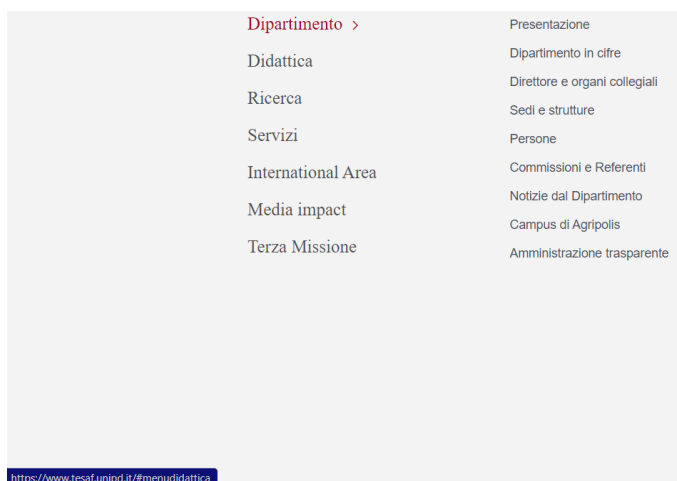 Dipartimento >
Didattica
Ricerca
Servizi
International Area
Media impact
Terza Missione
Presentazione
Dipartimento in cifre
Direttore e organi collegiali
Sedi e strutture
Persone
Commissioni e Referenti
Notizie dal Dipartimento
Campus di Agripolis
Amministrazione trasparente
https://www.tesaf.unipd.it/#menudidattica